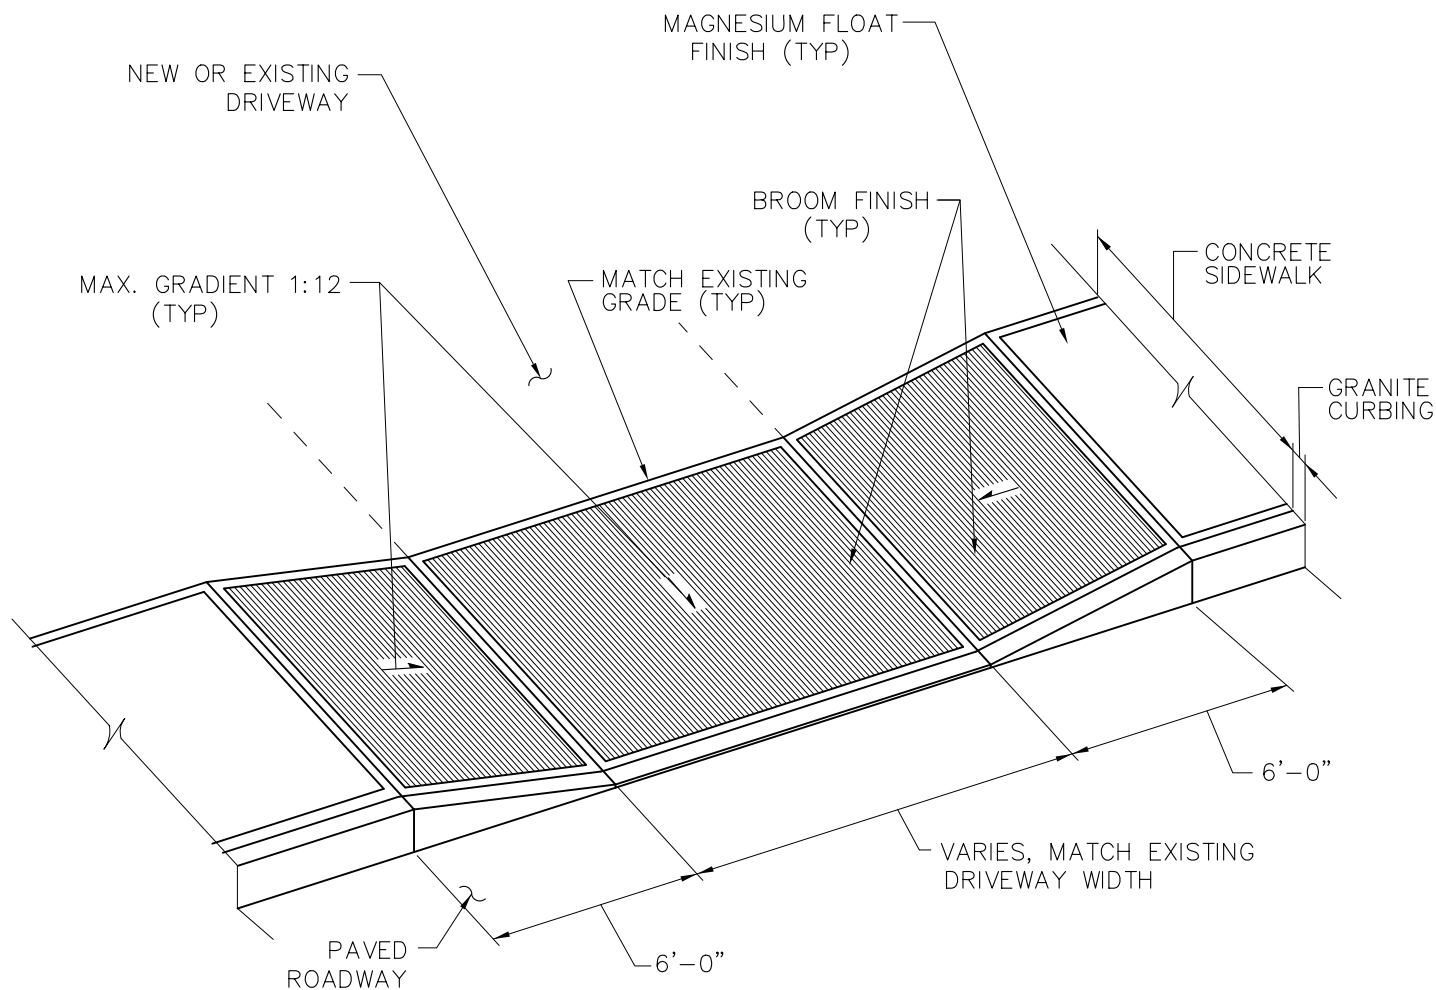 MAGNESIUM FLOAT
FINISH (TYP)
NEW OR EXISTING
DRIVEWAY
BROOM FINISH
(TYP)
CONCRETE
SIDEWALK
MAX. GRADIENT 1:12
(TYP)
MATCH EXISTING
GRADE (TYP)
GRANITE
CURBING
6'-0"
VARIES, MATCH EXISTING
DRIVEWAY WIDTH
PAVED
ROADWAY
6'-0"